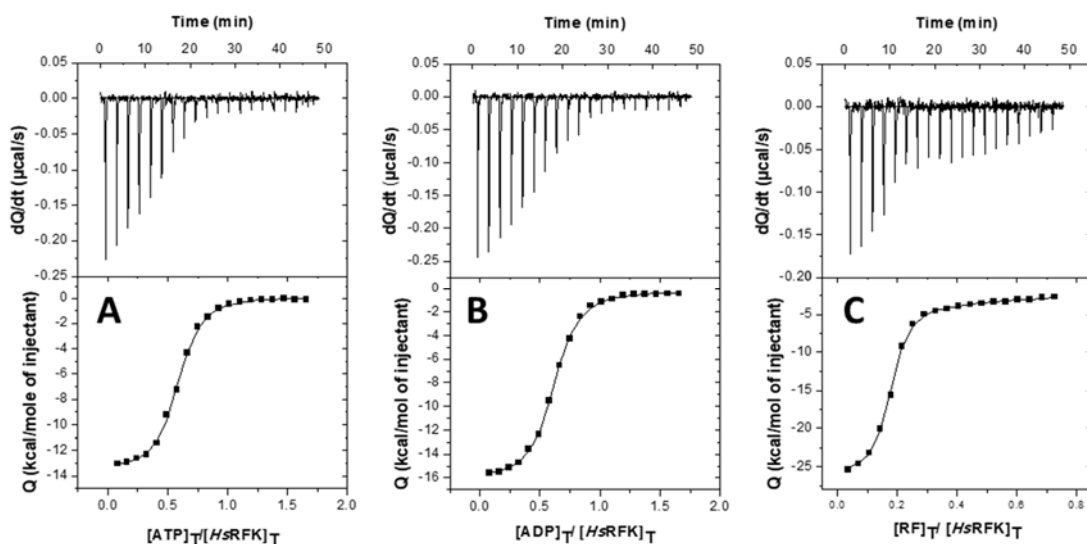 Time (min)
0 10 20 30 40 50
0.05
0.00
-0.05
-0.10
-0.15
-0.20
-0.25
dQ/dt (µcal/s)
A
0
-2
-4
-6
-8
-10
-12
-14
Q (kcal/mole of injectant)
0.0 0.5 1.0 1.5 2.0
[ATP]T/[HsRFK]T
Time (min)
0 10 20 30 40 50
0.05
0.00
-0.05
-0.10
-0.15
-0.20
-0.25
dQ/dt (µcal/s)
B
0
-2
-4
-6
-8
-10
-12
-14
-16
Q (kcal/mol of injectant)
0.0 0.5 1.0 1.5 2.0
[ADP]T/ [HsRFK]T
Time (min)
0 10 20 30 40 50
0.05
0.00
-0.05
-0.10
-0.15
-0.20
dQ/dt (µcal/s)
C
-5
-10
-15
-20
-25
Q (kcal/mol of injectant)
0.0 0.2 0.4 0.6 0.8
[RF]T/ [HsRFK]T